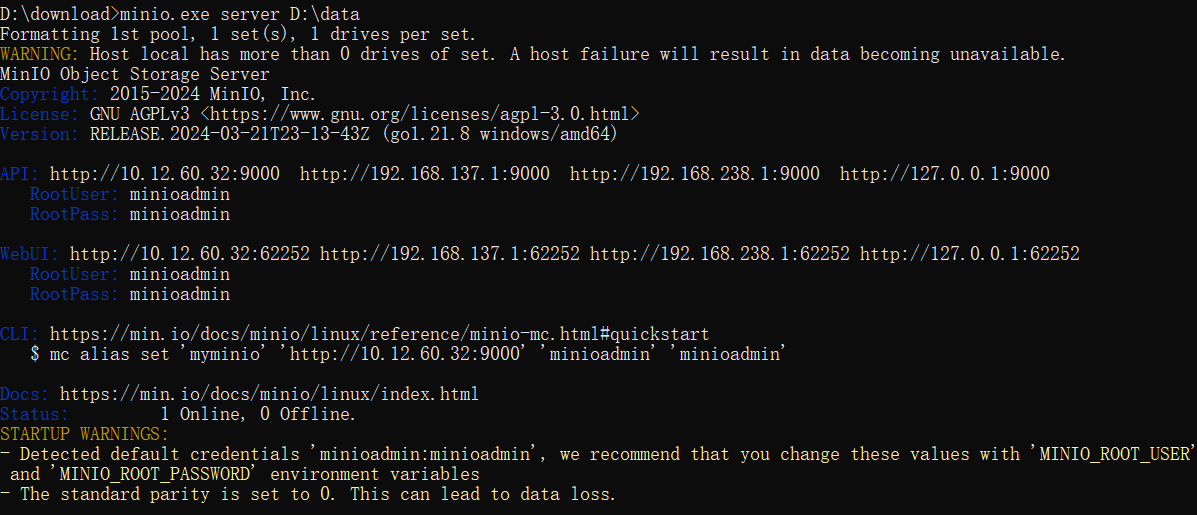 D:\download>minio.exe server D:\data
Formatting 1st pool, 1 set(s), 1 drives per set.
WARNING: Host local has more than 0 drives of set. A host failure will result in data becoming unavailable.
MinIO Object Storage Server
Copyright: 2015-2024 MinIO, Inc.
License: GNU AGPLv3 <https://www.gnu.org/licenses/agpl-3.0.html>
Version: RELEASE.2024-03-21T23-13-43Z (go1.21.8 windows/amd64)
API: http://10.12.60.32:9000  http://192.168.137.1:9000  http://192.168.238.1:9000  http://127.0.0.1:9000
   RootUser: minioadmin
   RootPass: minioadmin
WebUI: http://10.12.60.32:62252 http://192.168.137.1:62252 http://192.168.238.1:62252 http://127.0.0.1:62252
   RootUser: minioadmin
   RootPass: minioadmin
CLI: https://min.io/docs/minio/linux/reference/minio-mc.html#quickstart
   $ mc alias set 'myminio' 'http://10.12.60.32:9000' 'minioadmin' 'minioadmin'
Docs: https://min.io/docs/minio/linux/index.html
Status:         1 Online, 0 Offline.
STARTUP WARNINGS:
- Detected default credentials 'minioadmin:minioadmin', we recommend that you change these values with 'MINIO_ROOT_USER'
 and 'MINIO_ROOT_PASSWORD' environment variables
- The standard parity is set to 0. This can lead to data loss.